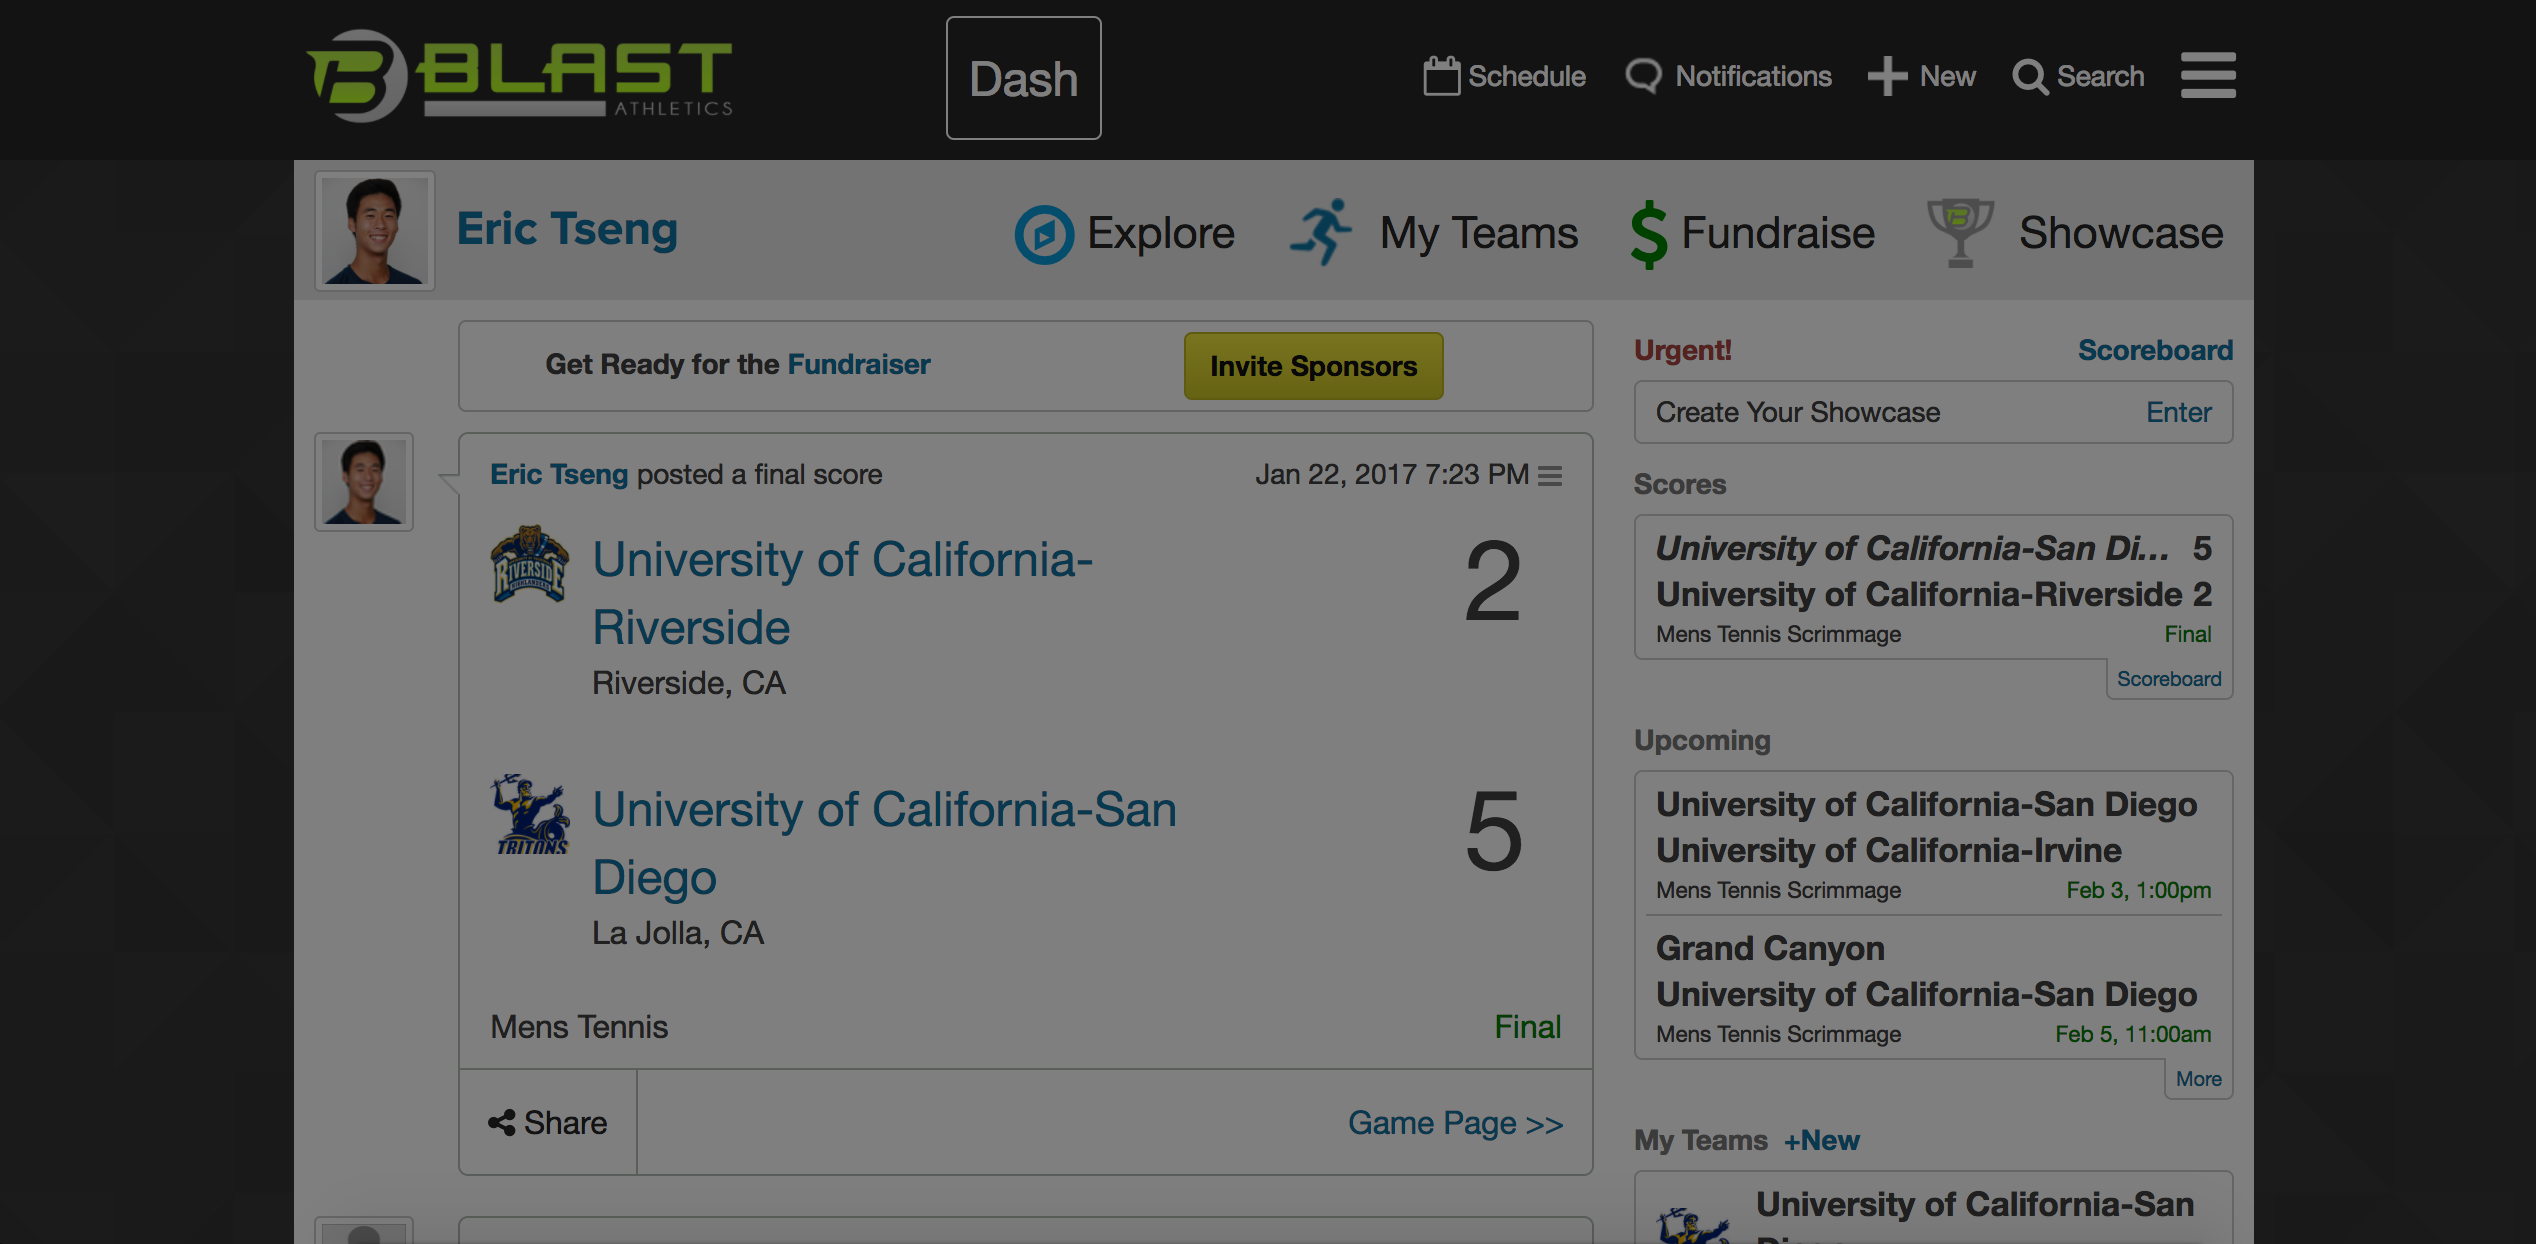 BLAST
ATHLETICS
Dash
Schedule
Notifications
New
Search
Eric Tseng
Explore
My Teams
Fundraise
Showcase
Get Ready for the Fundraiser
Invite Sponsors
Eric Tseng posted a final score
Jan 22, 2017 7:23 PM
RIVERSIDE
HIGHLANDERS
University of California-
Riverside
2
Riverside, CA
TRITONS
University of California-San
Diego
5
La Jolla, CA
Mens Tennis
Final
Share
Game Page >>
Urgent!
Scoreboard
Create Your Showcase
Enter
Scores
University of California-San Di... 5
University of California-Riverside 2
Mens Tennis Scrimmage
Final
Scoreboard
Upcoming
University of California-San Diego
University of California-Irvine
Mens Tennis Scrimmage
Feb 3, 1:00pm
Grand Canyon
University of California-San Diego
Mens Tennis Scrimmage
Feb 5, 11:00am
More
My Teams +New
University of California-San